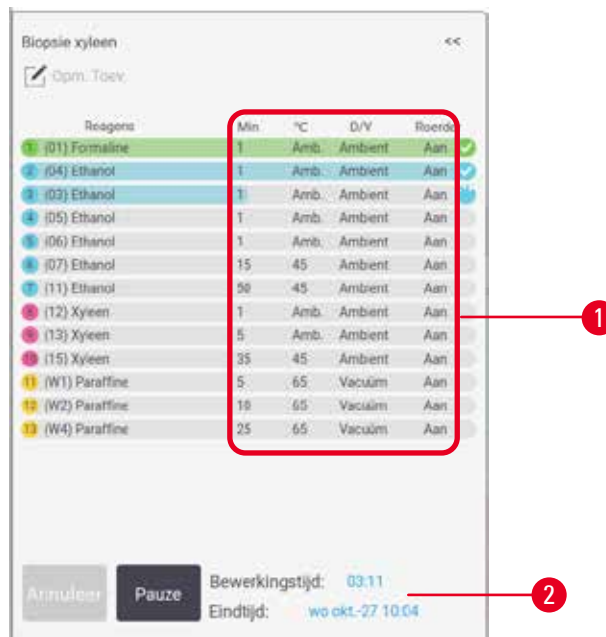 Biopsie xyleen <<
Opm. Toev.
Reagens Min °C D/V Roerder
1 (01) Formaline 1 Amb. Ambient Aan
2 (04) Ethanol 1 Amb. Ambient Aan
3 (03) Ethanol 1 Amb. Ambient Aan
4 (05) Ethanol 1 Amb. Ambient Aan
5 (06) Ethanol 1 Amb. Ambient Aan
6 (07) Ethanol 15 45 Ambient Aan
7 (11) Ethanol 50 45 Ambient Aan
8 (12) Xyleen 1 Amb. Ambient Aan
9 (13) Xyleen 5 Amb. Ambient Aan
10 (15) Xyleen 35 45 Ambient Aan
11 (W1) Paraffine 5 65 Vacuüm Aan
12 (W2) Paraffine 10 65 Vacuüm Aan
13 (W4) Paraffine 25 65 Vacuüm Aan
1
Annuleer Pauze
Bewerkingstijd: 03:11
Eindtijd: wo okt.-27 10:04
2